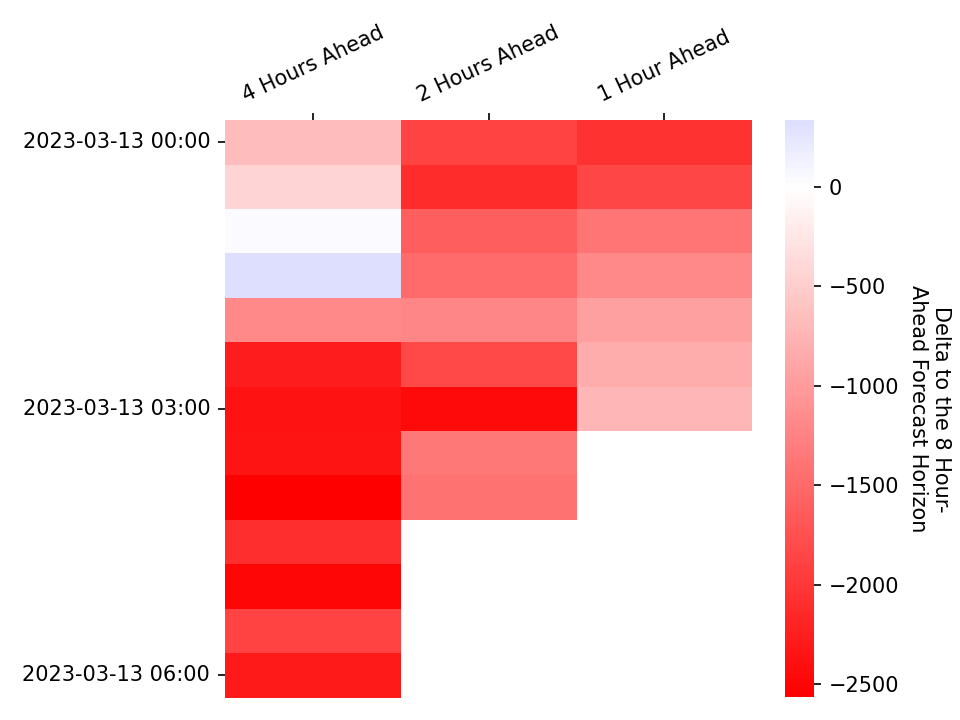 4 Hours Ahead
2 Hours Ahead
1 Hour Ahead
2023-03-13 00:00
2023-03-13 03:00
2023-03-13 06:00
0
−500
−1000
−1500
−2000
−2500
Delta to the 8 Hour-
Ahead Forecast Horizon